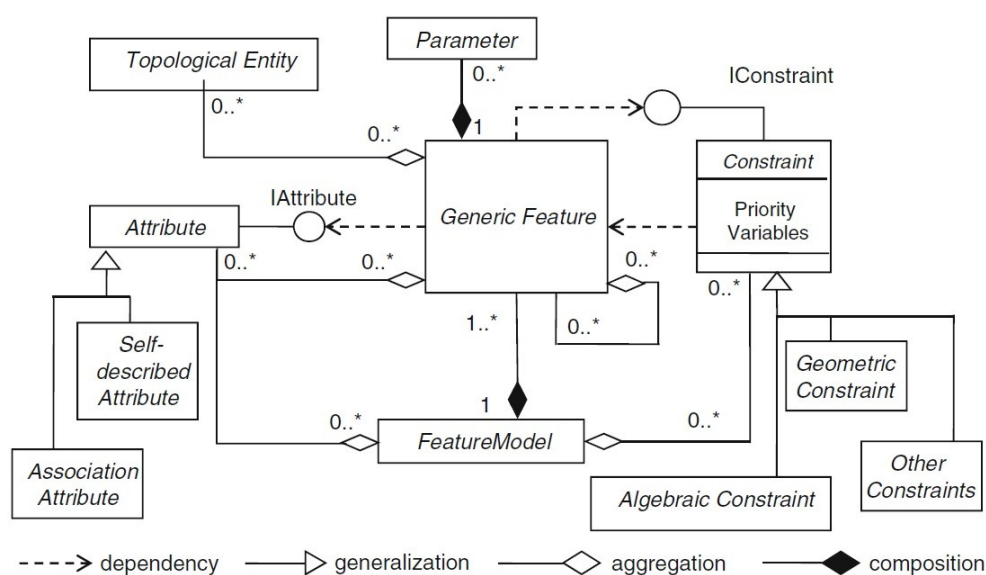 Parameter
Topological Entity
0..*
0..*
IConstraint
0..*
1
Constraint
IAttribute
Generic Feature
Priority
Variables
Attribute
0..*
0..*
0..*
0..*
1..*
0..*
Self-
described
Attribute
Geometric
Constraint
1
0..*
0..*
FeatureModel
Association
Attribute
Other
Constraints
Algebraic Constraint
dependency
generalization
aggregation
composition